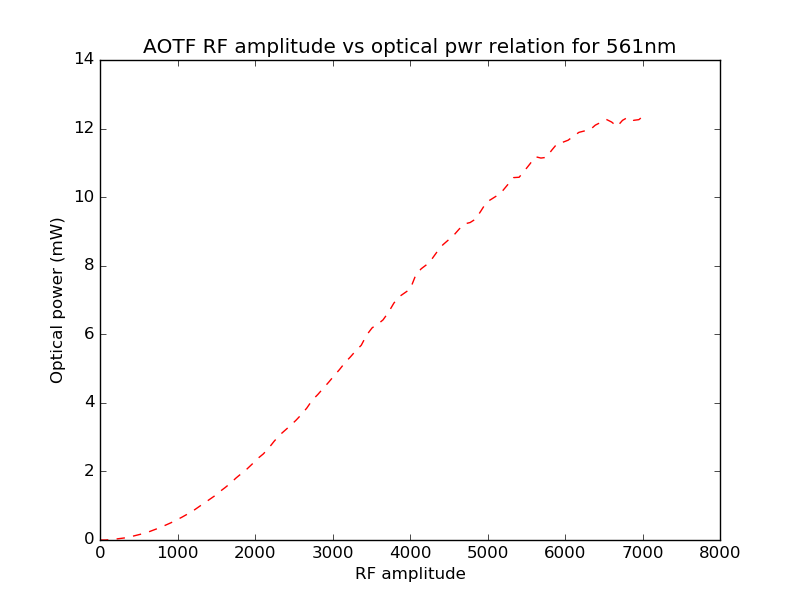 AOTF RF amplitude vs optical pwr relation for 561nm
14
12
10
8
6
4
2
0
Optical power (mW)
0 1000 2000 3000 4000 5000 6000 7000 8000
RF amplitude